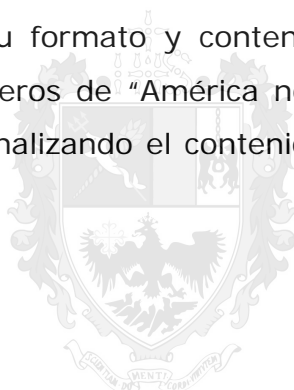 u formato y conten
eros de “América n
nalizando el conteni